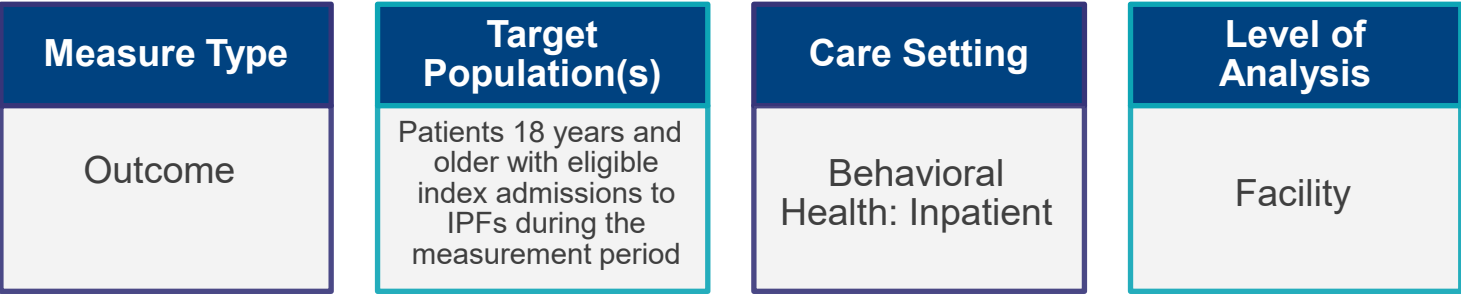 Measure Type
Outcome
Target
Population(s)
Patients 18 years and
older with eligible
index admissions to
IPFs during the
measurement period
Care Setting
Behavioral
Health: Inpatient
Level of
Analysis
Facility